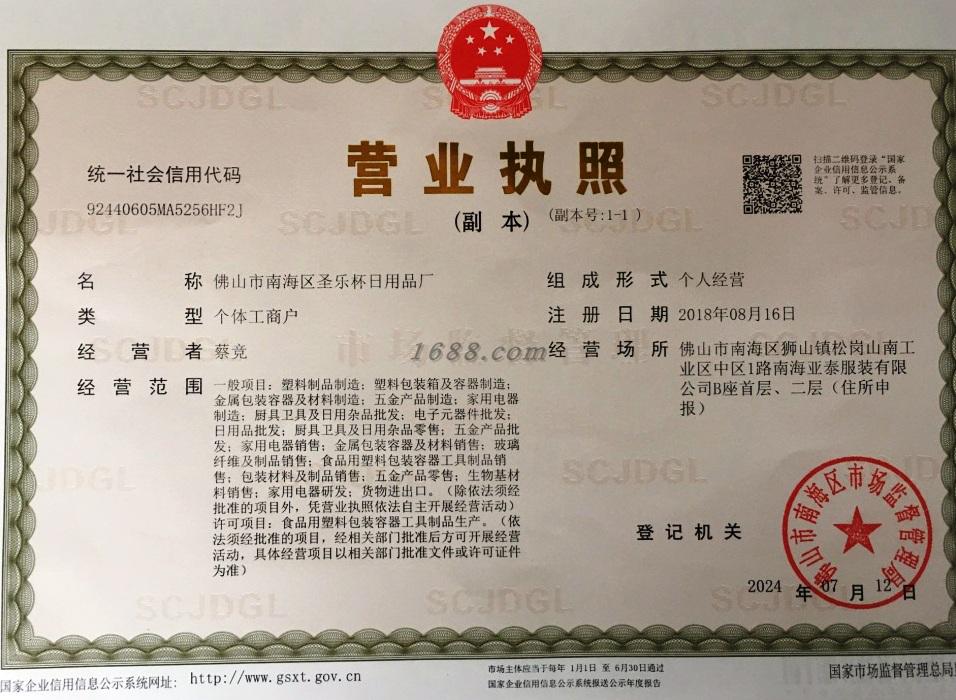 营业执照
(副 本)
(副本号:1-1 )
统一社会信用代码
92440605MA5256HF2J
扫描二维码登录“国家
企业信用信息公示系
统”了解更多登记、备
案、许可、监管信息。
名 称 佛山市南海区圣乐杯日用品厂
类 型 个体工商户
经 营 者 蔡竞
经 营 范 围 一般项目：塑料制品制造；塑料包装箱及容器制造；
金属包装容器及材料制造；五金产品制造；家用电器
制造；厨具卫具及日用杂品批发；电子元器件批发；
日用品批发；厨具卫具及日用杂品零售；五金产品批
发；家用电器销售；金属包装容器及材料销售；玻璃
纤维及制品销售；食品用塑料包装容器工具制品销
售；包装材料及制品销售；五金产品零售；生物基材
料销售；家用电器研发；货物进出口。（除依法须经
批准的项目外，凭营业执照依法自主开展经营活动）
许可项目：食品用塑料包装容器工具制品生产。（依
法须经批准的项目，经相关部门批准后方可开展经营
活动，具体经营项目以相关部门批准文件或许可证件
为准）
组 成 形 式 个人经营
注 册 日 期 2018年08月16日
经 营 场 所 佛山市南海区狮山镇松岗山南工
业区中区1路南海亚泰服装有限
公司B座首层、二层（住所申
报）
1688.com
登 记 机 关
佛山市南海区市场监督管理局
2024 年 07 月 12 日
SCJDGL
市场监督管理
国家企业信用信息公示系统网址： http://www.gsxt.gov.cn
市场主体应当于每年 1月1日 至 6月30日通过
国家企业信用信息公示系统报送公示年度报告
国家市场监督管理总局